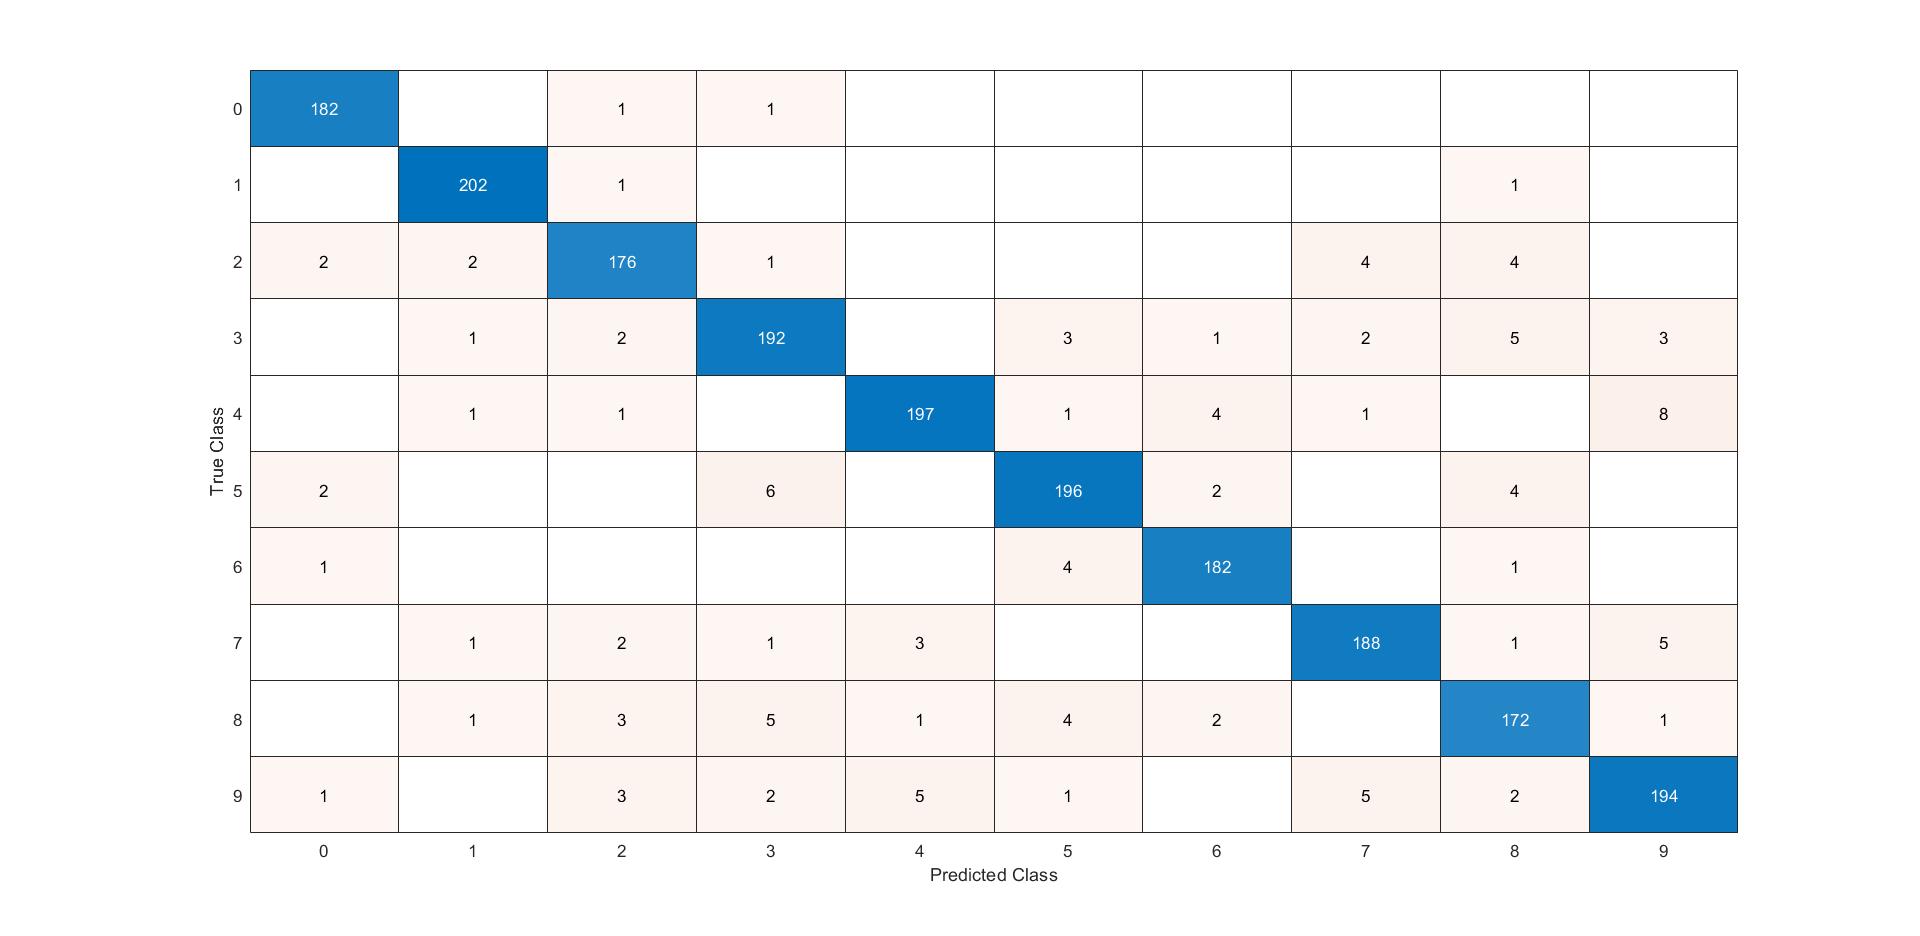 0 182 1 1
1 202 1 1
2 2 2 176 1 4 4
3 1 2 192 3 1 2 5 3
4 1 1 197 1 4 1 8
5 2 6 196 2 4
6 1 4 182 1
7 1 2 1 3 188 1 5
8 1 3 5 1 4 2 172 1
9 1 3 2 5 1 5 2 194
True Class
0 1 2 3 4 5 6 7 8 9
Predicted Class